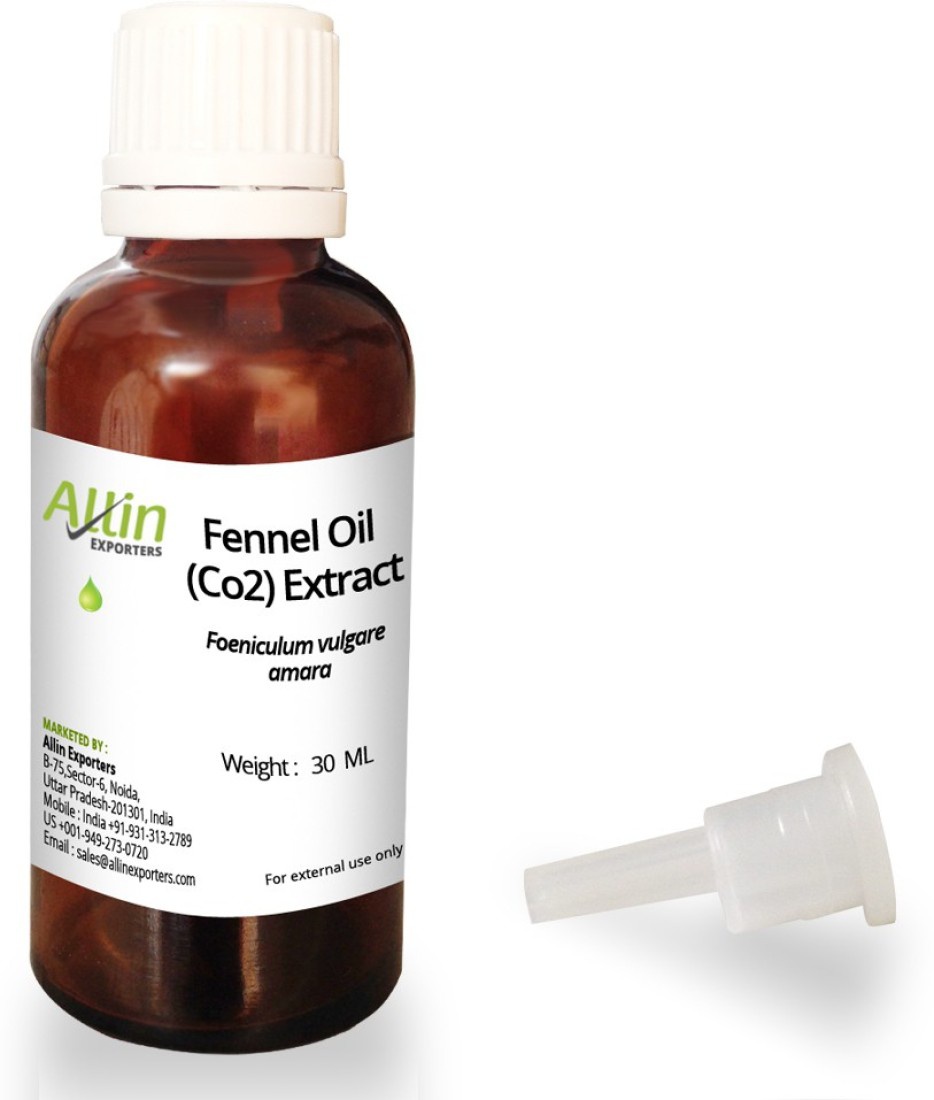 Allin
EXPORTERS
Fennel Oil
(Co2) Extract
Foeniculum vulgare
amara
Weight : 30 ML
MARKETED BY :
Allin Exporters
B-75,Sector-6, Noida,
Uttar Pradesh-201301, India
Mobile : India +91-931-313-2789
US +001-949-273-0720
Email : sales@allinexporters.com
For external use only